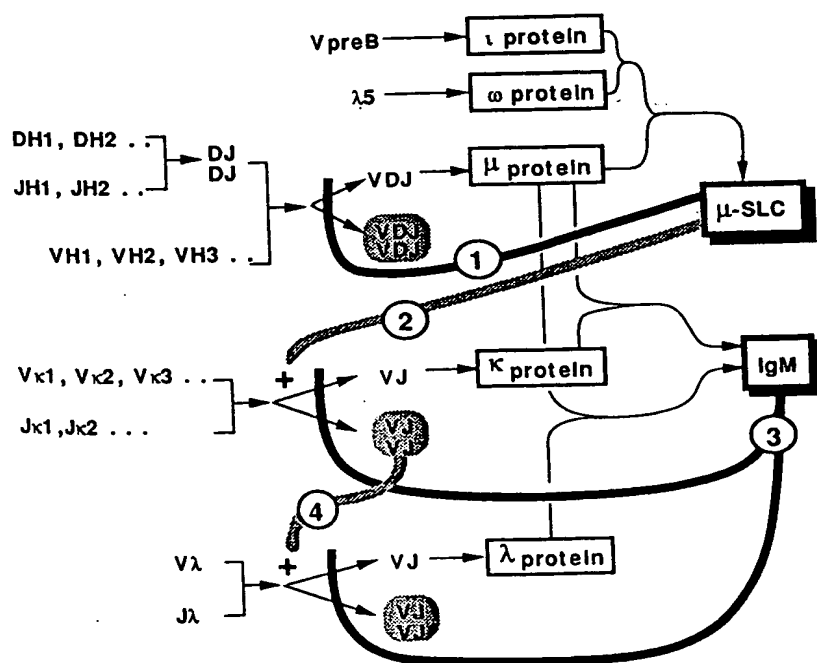 VpreB
ι protein
λ5
ω protein
DH1, DH2 . .
DJ
DJ
JH1, JH2 . .
VDJ
μ protein
VDJ
VDJ
μ-SLC
VH1, VH2, VH3 . .
1
2
+
Vκ1, Vκ2, Vκ3 . .
VJ
κ protein
IgM
Jκ1,Jκ2 . . .
VJ
VJ
3
4
+
Vλ
VJ
λ protein
Jλ
VJ
VJ